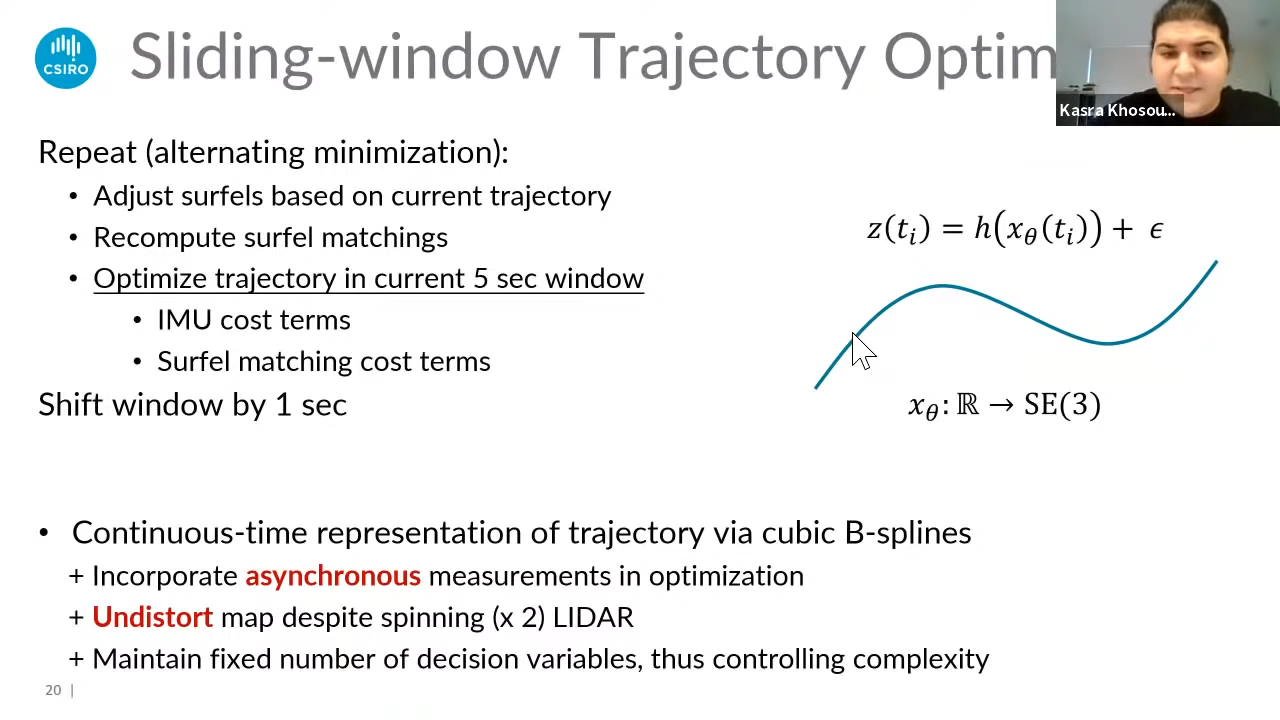 CSIRO
Sliding-window Trajectory Optim
Kasra Khosou...
Repeat (alternating minimization):
• Adjust surfels based on current trajectory
• Recompute surfel matchings
• Optimize trajectory in current 5 sec window
• IMU cost terms
• Surfel matching cost terms
Shift window by 1 sec
z(tᵢ) = h(x_θ(tᵢ)) + ϵ
x_θ: ℝ → SE(3)
• Continuous-time representation of trajectory via cubic B-splines
+ Incorporate asynchronous measurements in optimization
+ Undistort map despite spinning (x 2) LIDAR
+ Maintain fixed number of decision variables, thus controlling complexity
20 |